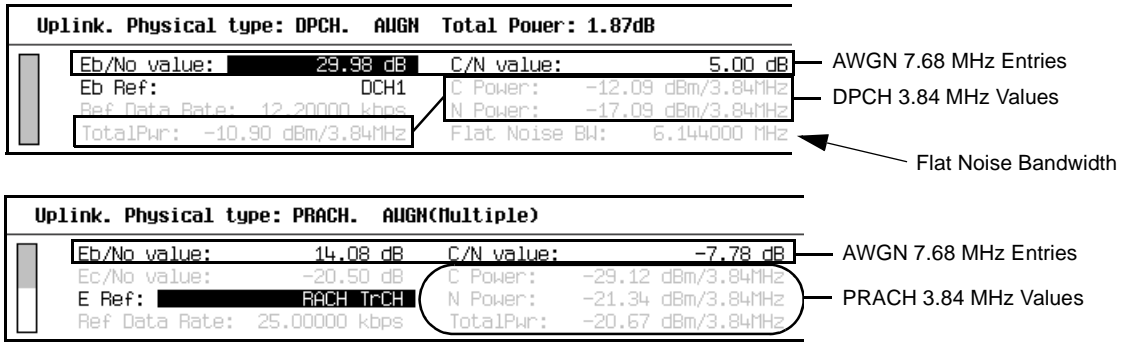 Uplink. Physical type: DPCH. AWGN Total Power: 1.87dB
Eb/No value: 29.98 dB C/N value: 5.00 dB
AWGN 7.68 MHz Entries
Eb Ref: DCH1 C Power: -12.09 dBm/3.84MHz
DPCH 3.84 MHz Values
Ref Data Rate: 12.20000 kbps N Power: -17.09 dBm/3.84MHz
TotalPwr: -10.90 dBm/3.84MHz Flat Noise BW: 6.144000 MHz
Flat Noise Bandwidth
Uplink. Physical type: PRACH. AWGN(Multiple)
Eb/No value: 14.08 dB C/N value: -7.78 dB
AWGN 7.68 MHz Entries
Ec/No value: -20.50 dB C Power: -29.12 dBm/3.84MHz
E Ref: RACH TrCH N Power: -21.34 dBm/3.84MHz
PRACH 3.84 MHz Values
Ref Data Rate: 25.00000 kbps TotalPwr: -20.67 dBm/3.84MHz